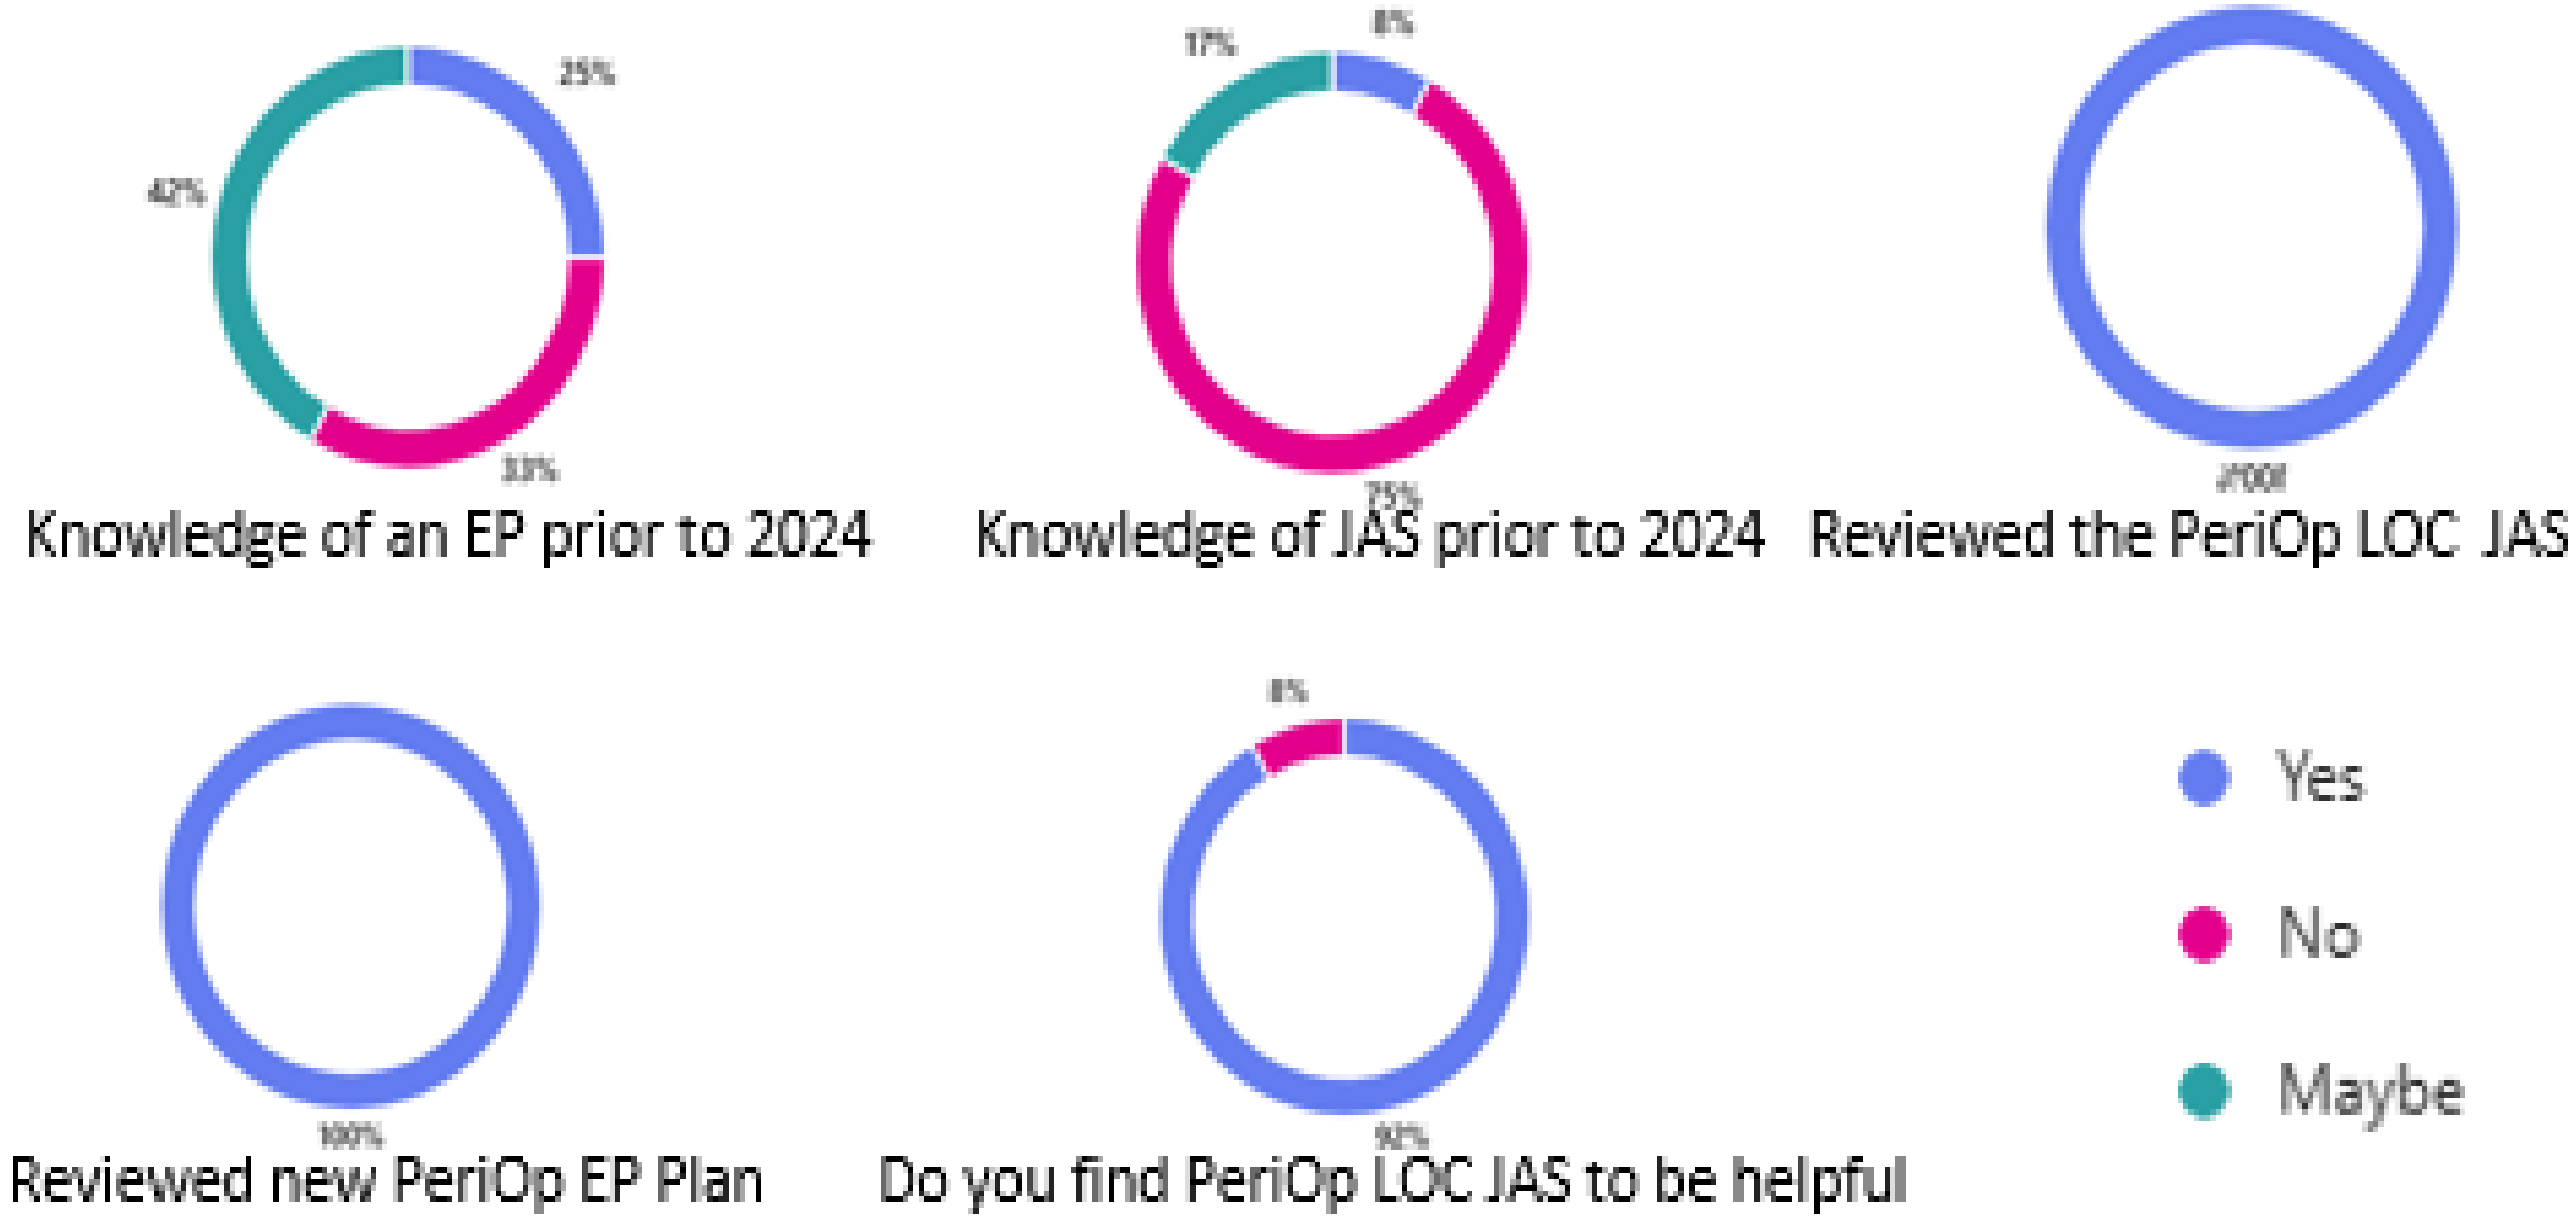 8%
17%
25%
42%
33%
75%
Knowledge of an EP prior to 2024
Knowledge of JAS prior to 2024
Reviewed the PeriOp LOC JAS
8%
Yes
No
Maybe
100%
92%
Reviewed new PeriOp EP Plan
Do you find PeriOp LOC JAS to be helpful